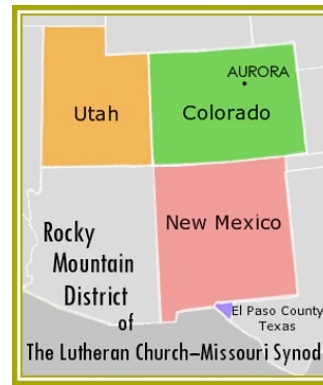 AURORA
Utah
Colorado
New Mexico
Rocky
Mountain
District
of
El Paso County
Texas
The Lutheran Church–Missouri Synod